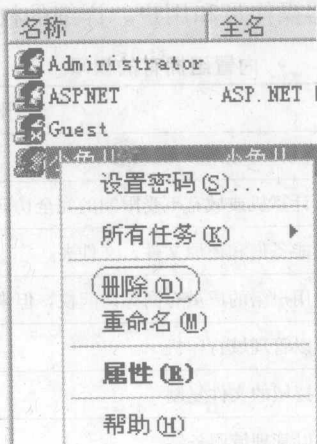 名称 全名
Administrator
ASPNET ASP.NET
Guest
设置密码(S)...
所有任务(K)
删除(D)
重命名(M)
属性(R)
帮助(H)